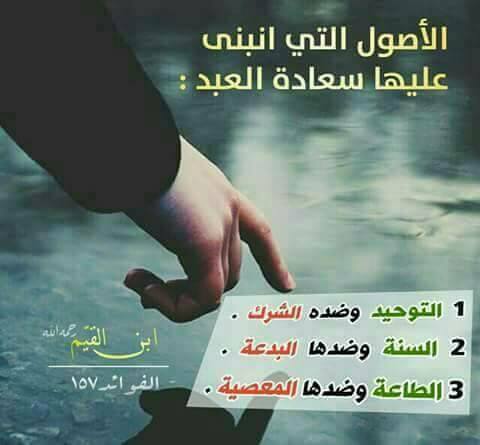 الأصول التي انبنى
عليها سعادة العبد :
1 التوحيد وضده الشرك .
2 السنة وضدها البدعة .
3 الطاعة وضدها المعصية .
ابن القيّم رحمه الله
الفوائد ١٥٧